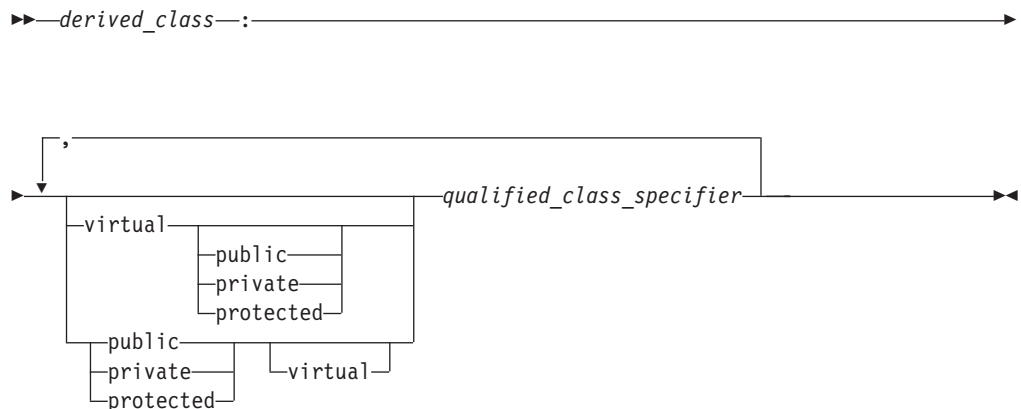 derived_class :
,
qualified_class_specifier
virtual
public
private
protected
public
private
virtual
protected